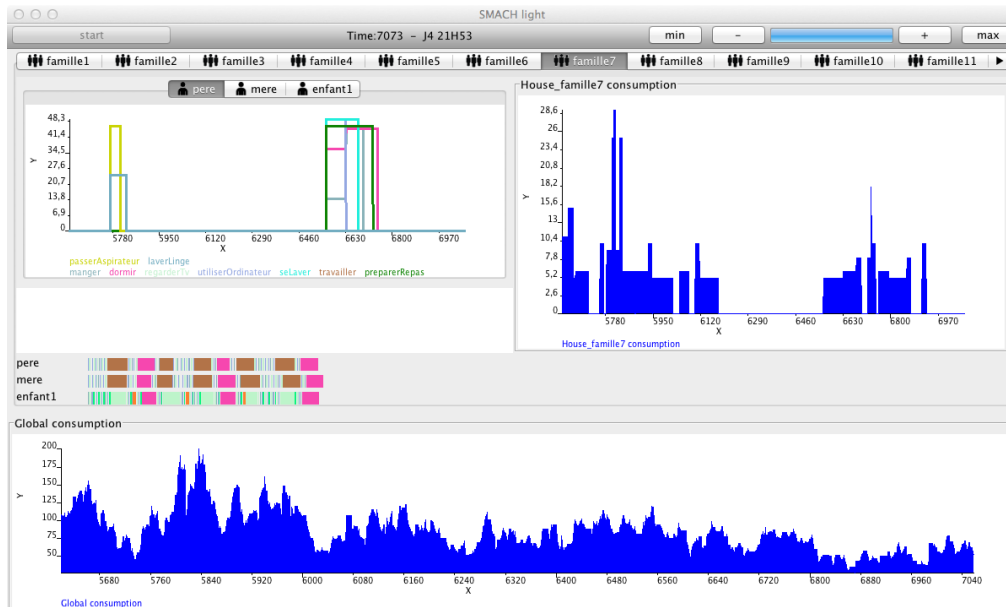 SMACH light
start Time:7073 - J4 21H53 min - + max
famille1 famille2 famille3 famille4 famille5 famille6 famille7 famille8 famille9 famille10 famille11
pere mere enfant1
48,3
41,4
34,5
27,6
20,7
13,8
6,9
0
Y
5780 5950 6120 6290 6460 6630 6800 6970
X
passerAspirateur laverLinge
manger dormir regarderTv utiliserOrdinateur seLaver travailler preparerRepas
House_famille7 consumption
28,6
26
23,4
20,8
18,2
15,6
13
10,4
7,8
5,2
2,6
0
Y
5780 5950 6120 6290 6460 6630 6800 6970
X
House_famille7 consumption
pere
mere
enfant1
Global consumption
200
175
150
125
100
75
50
Y
5680 5760 5840 5920 6000 6080 6160 6240 6320 6400 6480 6560 6640 6720 6800 6880 6960 7040
X
Global consumption